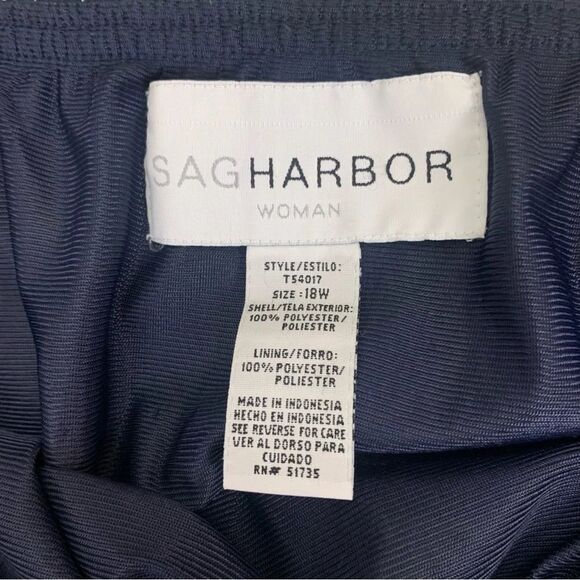 SAGHARBOR
WOMAN
STYLE/ESTILO:
T54017
SIZE :18W
SHELL/TELA EXTERIOR:
100% POLYESTER/
POLIESTER
LINING/FORRO:
100% POLYESTER/
POLIESTER
MADE IN INDONESIA
HECHO EN INDONESIA
SEE REVERSE FOR CARE
VER AL DORSO PARA
CUIDADO
RN# 51735